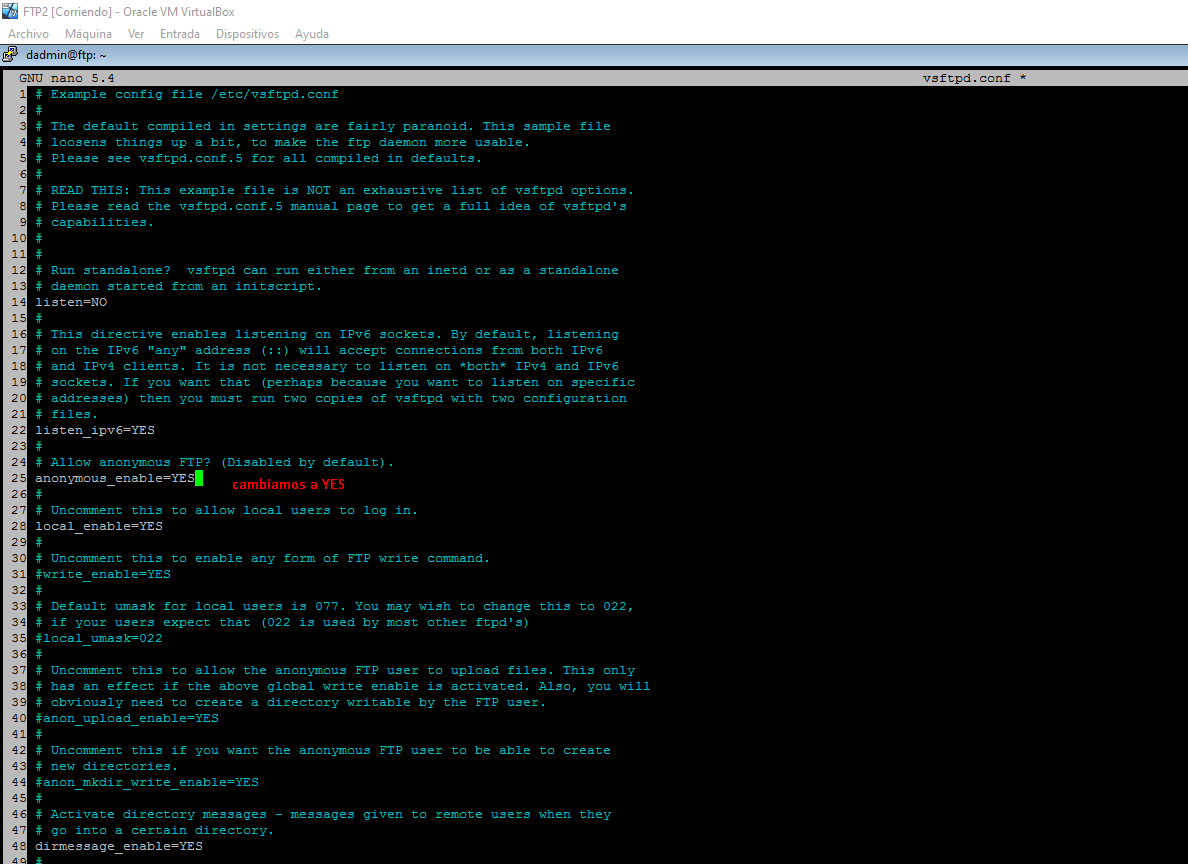 FTP2 [Corriendo] - Oracle VM VirtualBox
Archivo Máquina Ver Entrada Dispositivos Ayuda
dadmin@ftp: ~
GNU nano 5.4 vsftpd.conf *
1 # Example config file /etc/vsftpd.conf
2 #
3 # The default compiled in settings are fairly paranoid. This sample file
4 # loosens things up a bit, to make the ftp daemon more usable.
5 # Please see vsftpd.conf.5 for all compiled in defaults.
6 #
7 # READ THIS: This example file is NOT an exhaustive list of vsftpd options.
8 # Please read the vsftpd.conf.5 manual page to get a full idea of vsftpd's
9 # capabilities.
10 #
11 #
12 # Run standalone?  vsftpd can run either from an inetd or as a standalone
13 # daemon started from an initscript.
14 listen=NO
15 #
16 # This directive enables listening on IPv6 sockets. By default, listening
17 # on the IPv6 "any" address (::) will accept connections from both IPv6
18 # and IPv4 clients. It is not necessary to listen on *both* IPv4 and IPv6
19 # sockets. If you want that (perhaps because you want to listen on specific
20 # addresses) then you must run two copies of vsftpd with two configuration
21 # files.
22 listen_ipv6=YES
23 #
24 # Allow anonymous FTP? (Disabled by default).
25 anonymous_enable=YES cambiamos a YES
26 #
27 # Uncomment this to allow local users to log in.
28 local_enable=YES
29 #
30 # Uncomment this to enable any form of FTP write command.
31 #write_enable=YES
32 #
33 # Default umask for local users is 077. You may wish to change this to 022,
34 # if your users expect that (022 is used by most other ftpd's)
35 #local_umask=022
36 #
37 # Uncomment this to allow the anonymous FTP user to upload files. This only
38 # has an effect if the above global write enable is activated. Also, you will
39 # obviously need to create a directory writable by the FTP user.
40 #anon_upload_enable=YES
41 #
42 # Uncomment this if you want the anonymous FTP user to be able to create
43 # new directories.
44 #anon_mkdir_write_enable=YES
45 #
46 # Activate directory messages - messages given to remote users when they
47 # go into a certain directory.
48 dirmessage_enable=YES
49 #